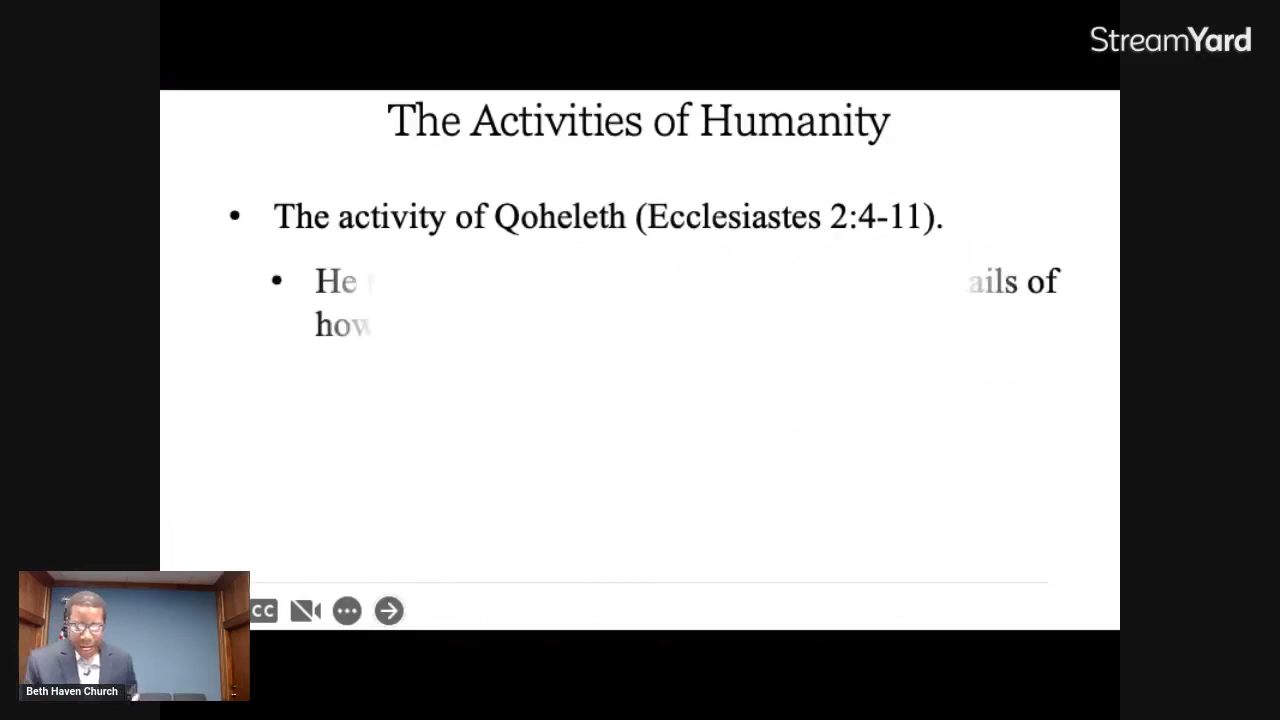 StreamYard
The Activities of Humanity
• The activity of Qoheleth (Ecclesiastes 2:4-11).
• He of
how
CC
Beth Haven Church